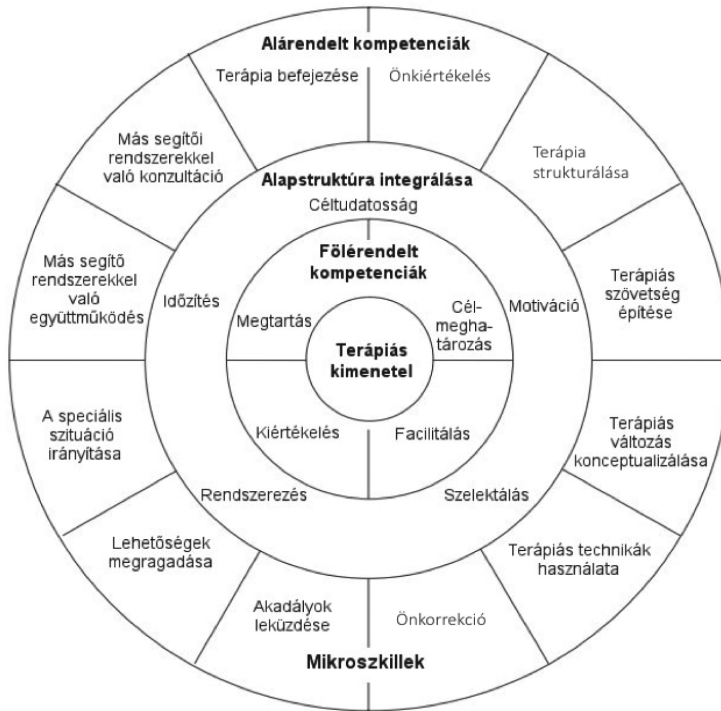 Alárendelt kompetenciák
Terápia befejezése
Önkiértékelés
Más segítői
rendszerekkel
való konzultáció
Terápia
strukturálása
Alapstruktúra integrálása
Céltudatosság
Más segítő
rendszerekkel
való
együttműködés
Időzítés
Fölérendelt
kompetenciák
Megtartás
Cél-
megha-
tározás
Motiváció
Terápiás
szövetség
építése
Terápiás
kimenetel
A speciális
szituáció
irányítása
Kiértékelés
Facilitálás
Terápiás
változás
konceptualizálása
Rendszerezés
Szelektálás
Lehetőségek
megragadása
Terápiás technikák
használata
Akadályok
leküzdése
Önkorrekció
Mikroszkillek